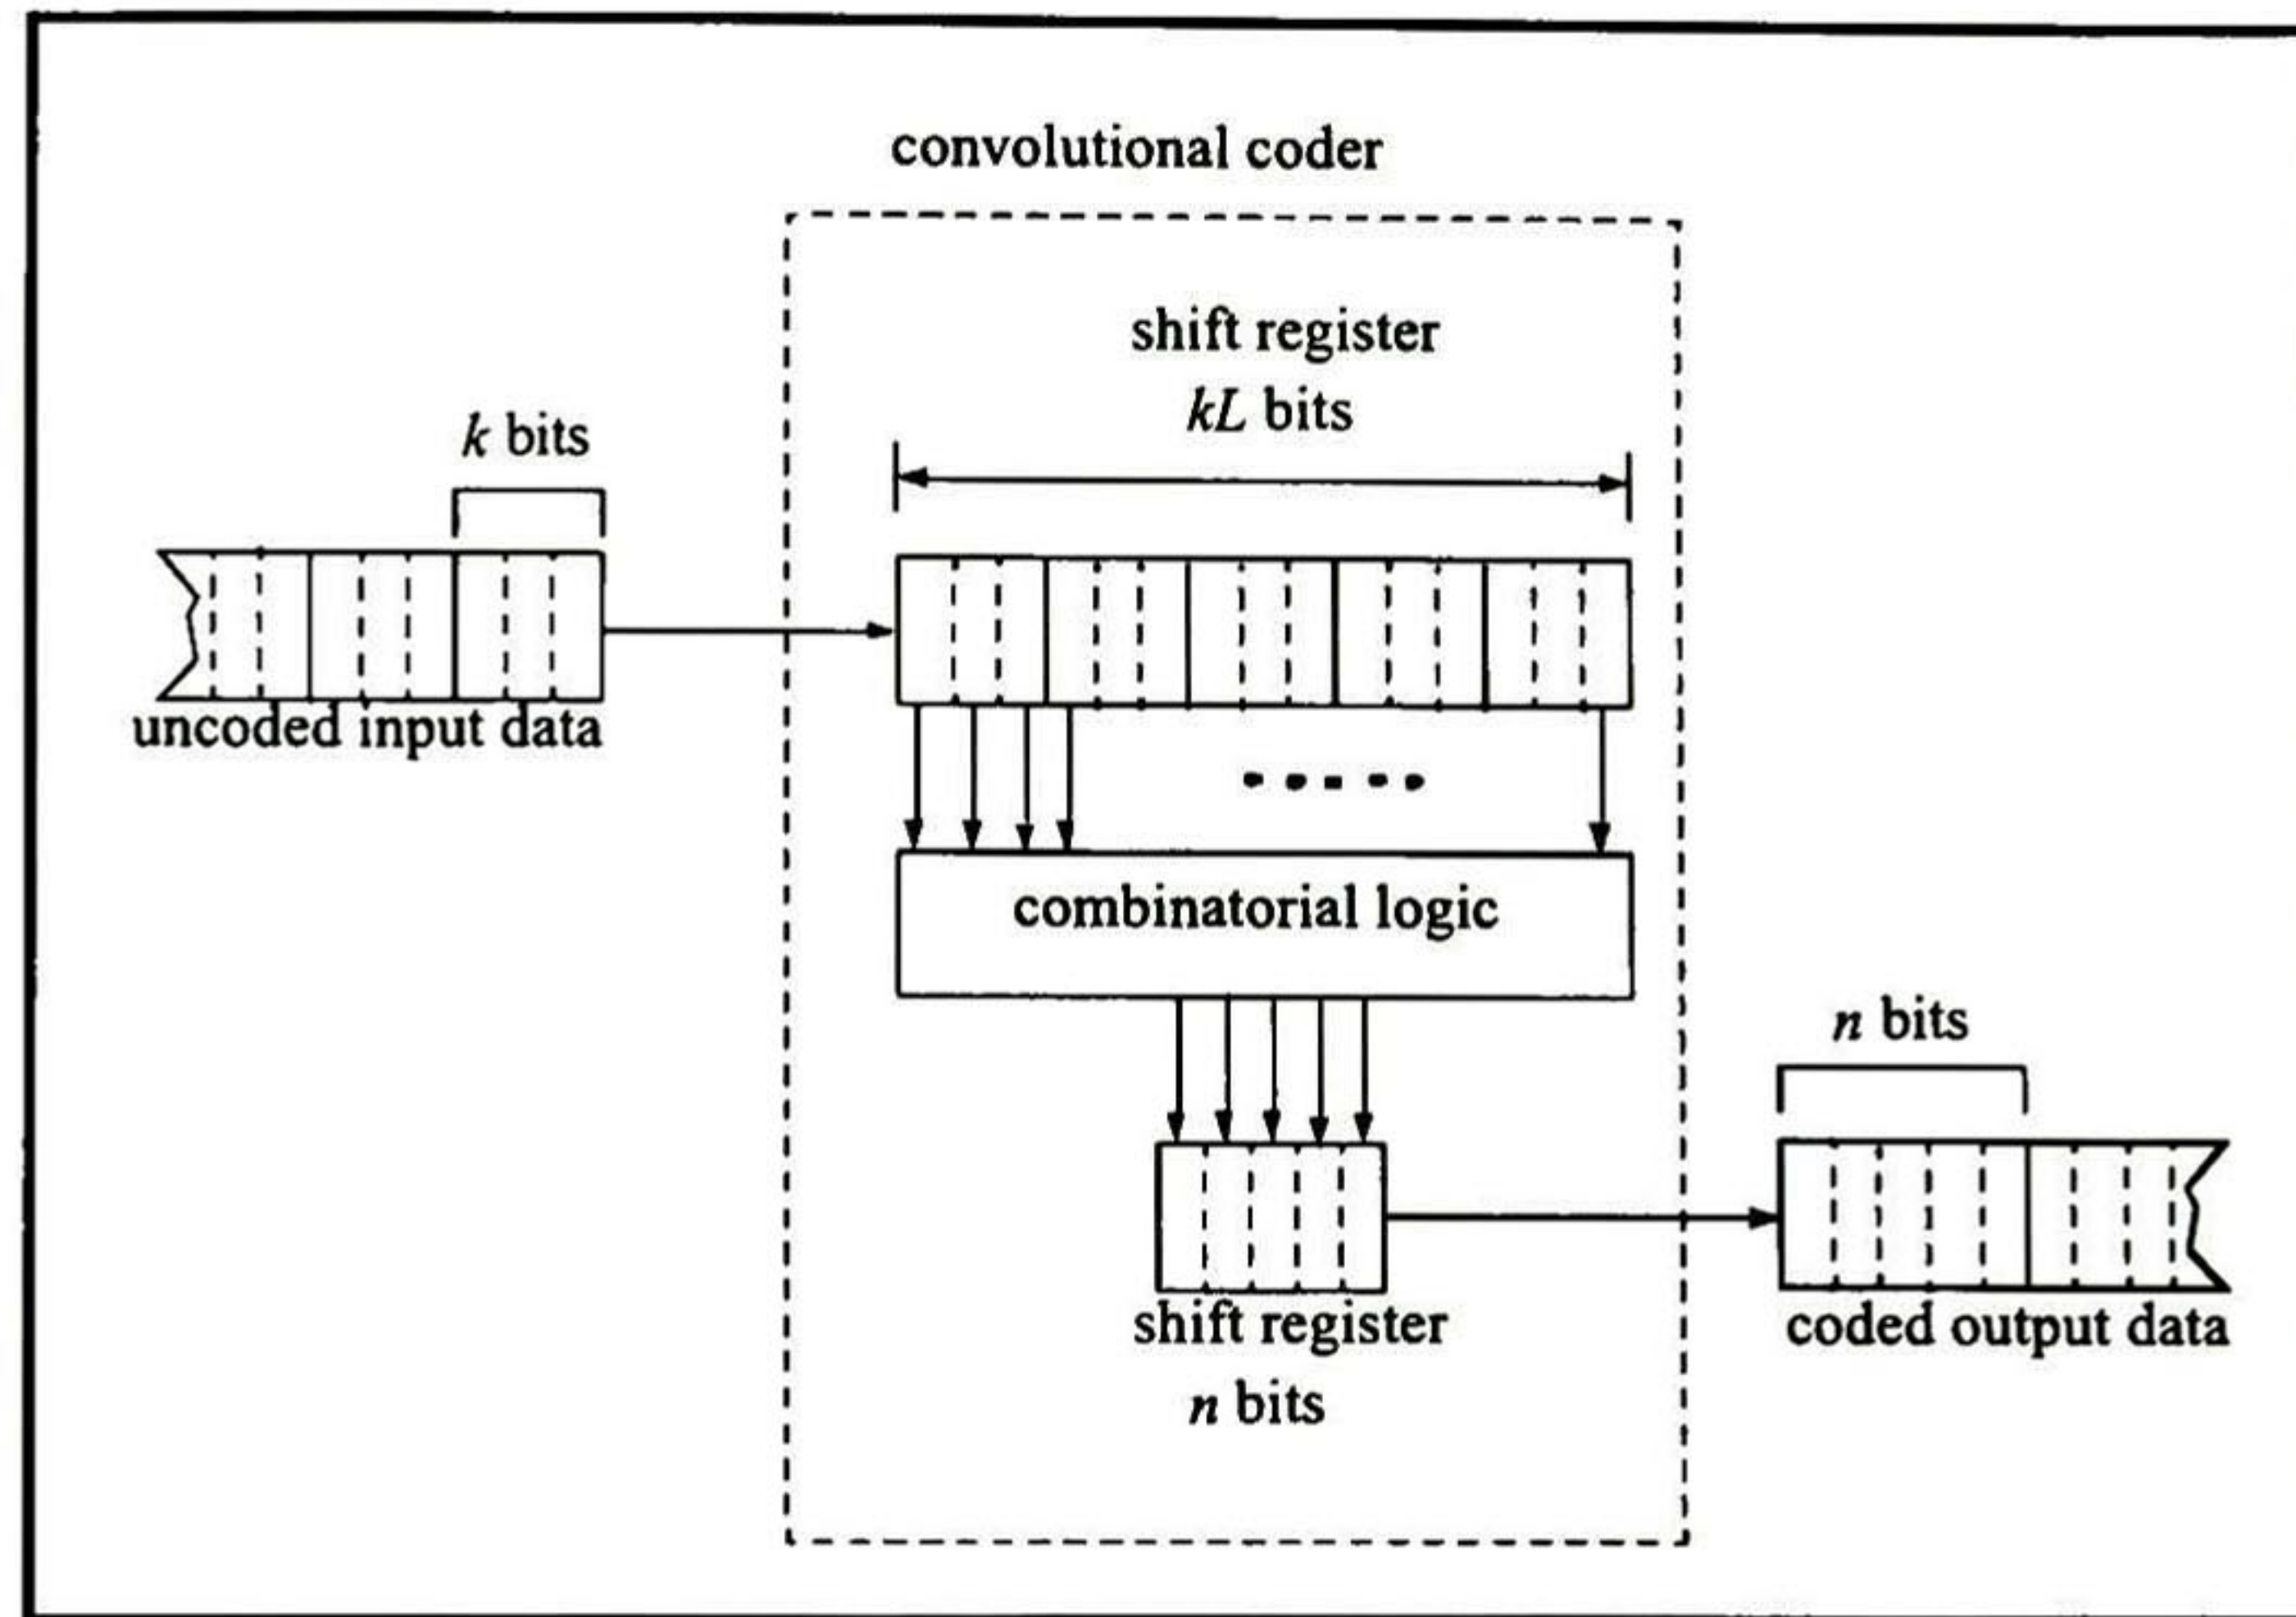 convolutional coder
shift register
kL bits
k bits
uncoded input data
combinatorial logic
n bits
shift register
n bits
coded output data